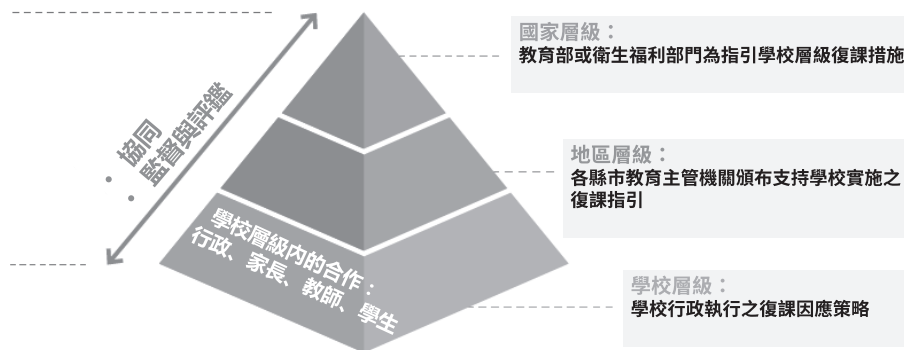 國家層級：
教育部或衛生福利部門為指引學校層級復課措施
• 協同
• 監督與評鑑
地區層級：
各縣市教育主管機關頒布支持學校實施之
復課指引
學校層級內的合作：
行政、家長、教師、學生
學校層級：
學校行政執行之復課因應策略